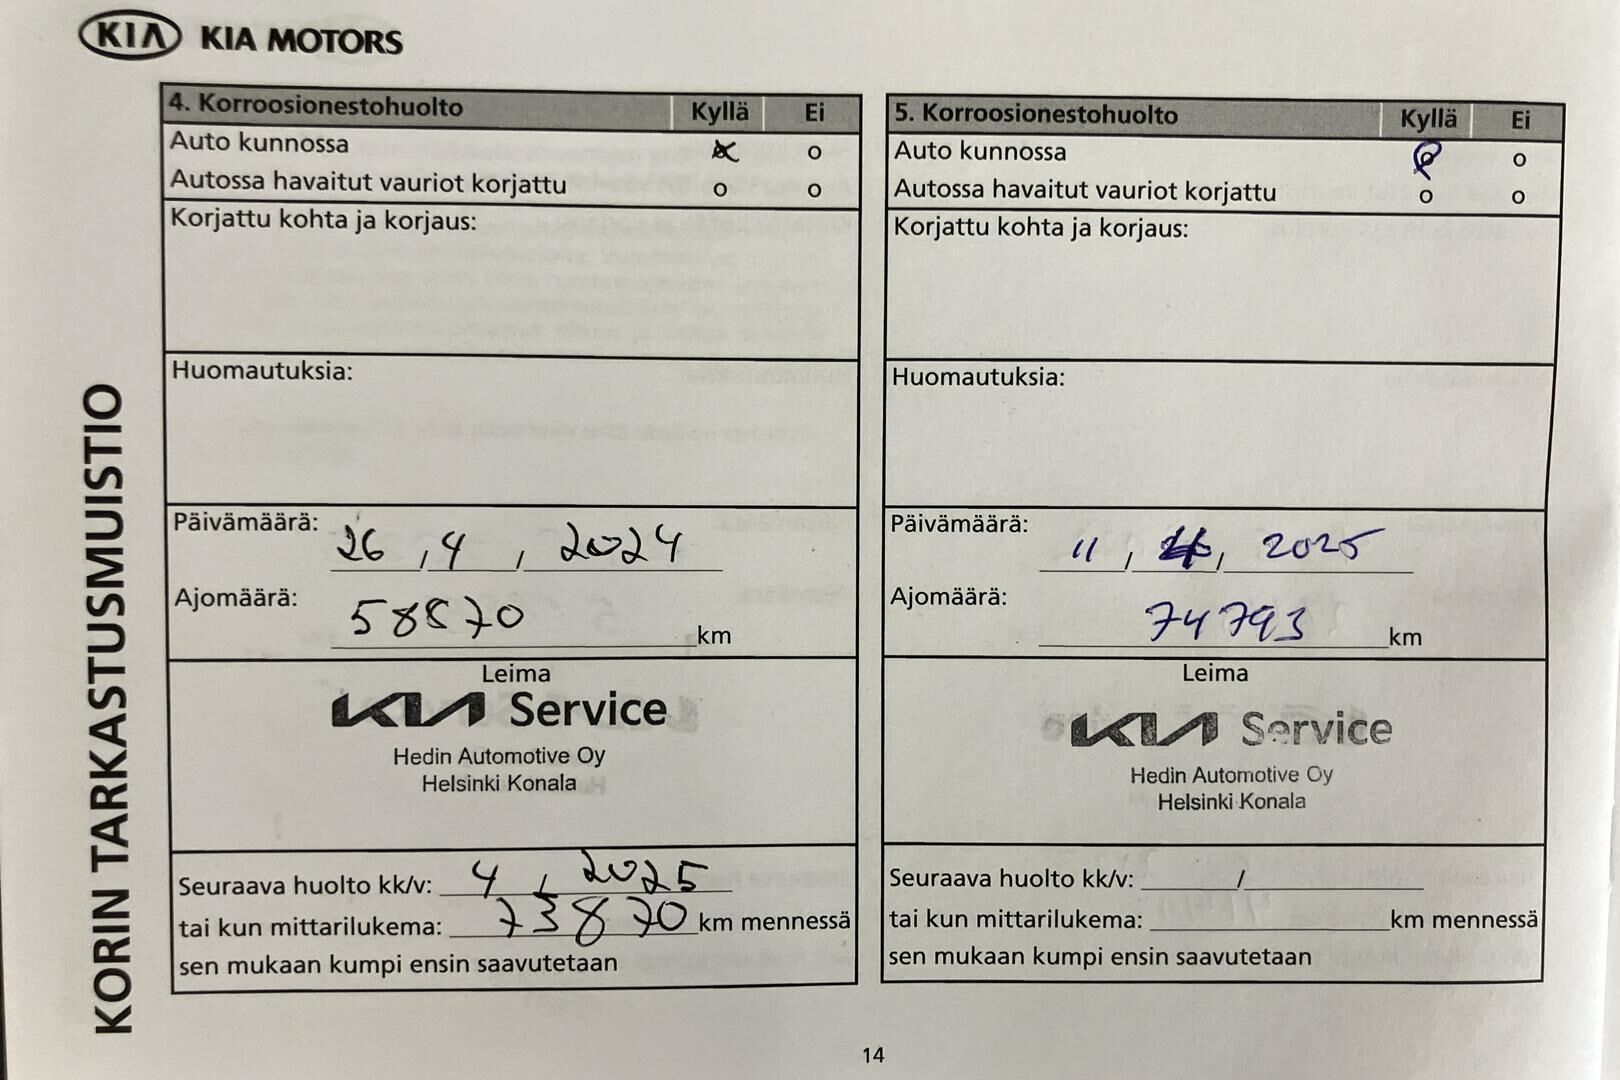 KIA KIA MOTORS
KORIN TARKASTUSMUISTIO
4. Korroosionestohuolto Kyllä Ei
Auto kunnossa x o
Autossa havaitut vauriot korjattu o o
Korjattu kohta ja korjaus:
Huomautuksia:
Päivämäärä: 26 / 4 / 2024
Ajomäärä: 58870 km
Leima
KIA Service
Hedin Automotive Oy
Helsinki Konala
Seuraava huolto kk/v: 4 / 2025
tai kun mittarilukema: 73870 km mennessä
sen mukaan kumpi ensin saavutetaan
5. Korroosionestohuolto Kyllä Ei
Auto kunnossa o o
Autossa havaitut vauriot korjattu o o
Korjattu kohta ja korjaus:
Huomautuksia:
Päivämäärä: 11 / / 2025
Ajomäärä: 74793 km
Leima
KIA Service
Hedin Automotive Oy
Helsinki Konala
Seuraava huolto kk/v: /
tai kun mittarilukema: km mennessä
sen mukaan kumpi ensin saavutetaan
14